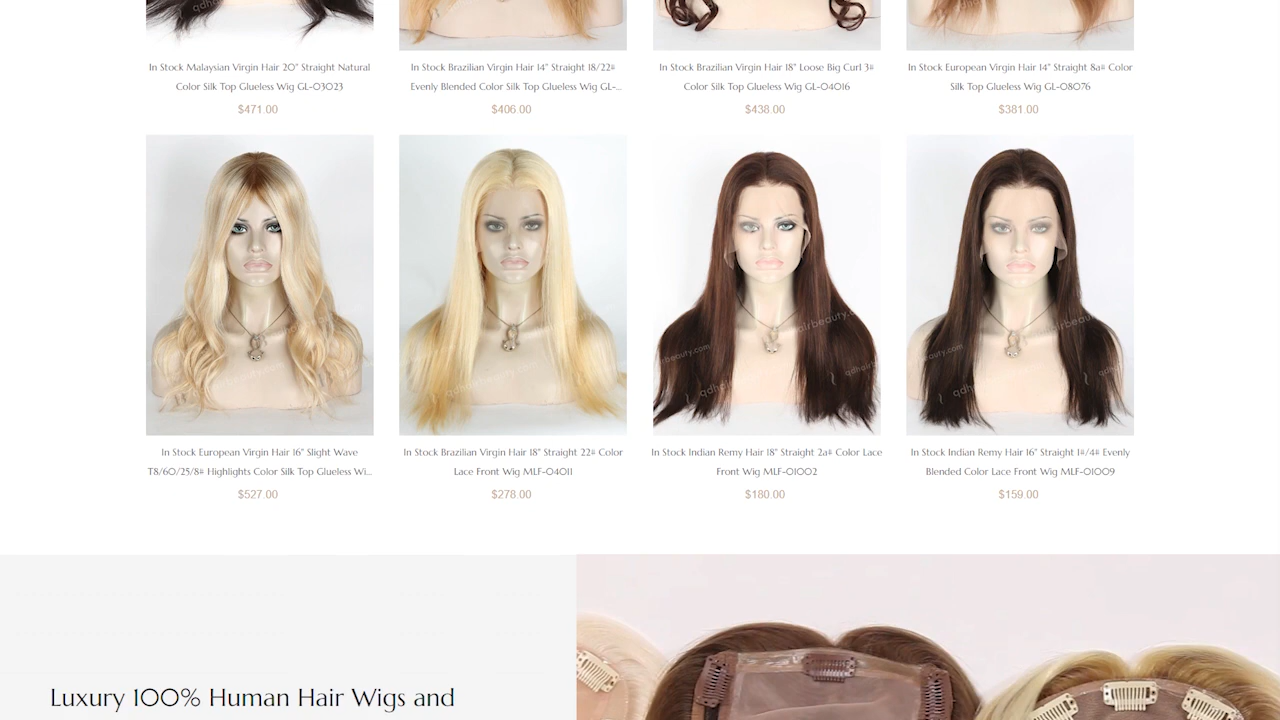 In Stock Malaysian Virgin Hair 20" Straight Natural
Color Silk Top Glueless Wig GL-03023
$471.00
In Stock Brazilian Virgin Hair 14" Straight 18/22#
Evenly Blended Color Silk Top Glueless Wig GL-...
$406.00
In Stock Brazilian Virgin Hair 18" Loose Big Curl 3#
Color Silk Top Glueless Wig GL-04016
$438.00
In Stock European Virgin Hair 14" Straight 8a# Color
Silk Top Glueless Wig GL-08076
$381.00
In Stock European Virgin Hair 16" Slight Wave
T8/60/25/8# Highlights Color Silk Top Glueless Wi...
$527.00
In Stock Brazilian Virgin Hair 18" Straight 22# Color
Lace Front Wig MLF-04011
$278.00
In Stock Indian Remy Hair 18" Straight 2a# Color Lace
Front Wig MLF-01002
$180.00
In Stock Indian Remy Hair 16" Straight 1#/4# Evenly
Blended Color Lace Front Wig MLF-01009
$159.00
Luxury 100% Human Hair Wigs and